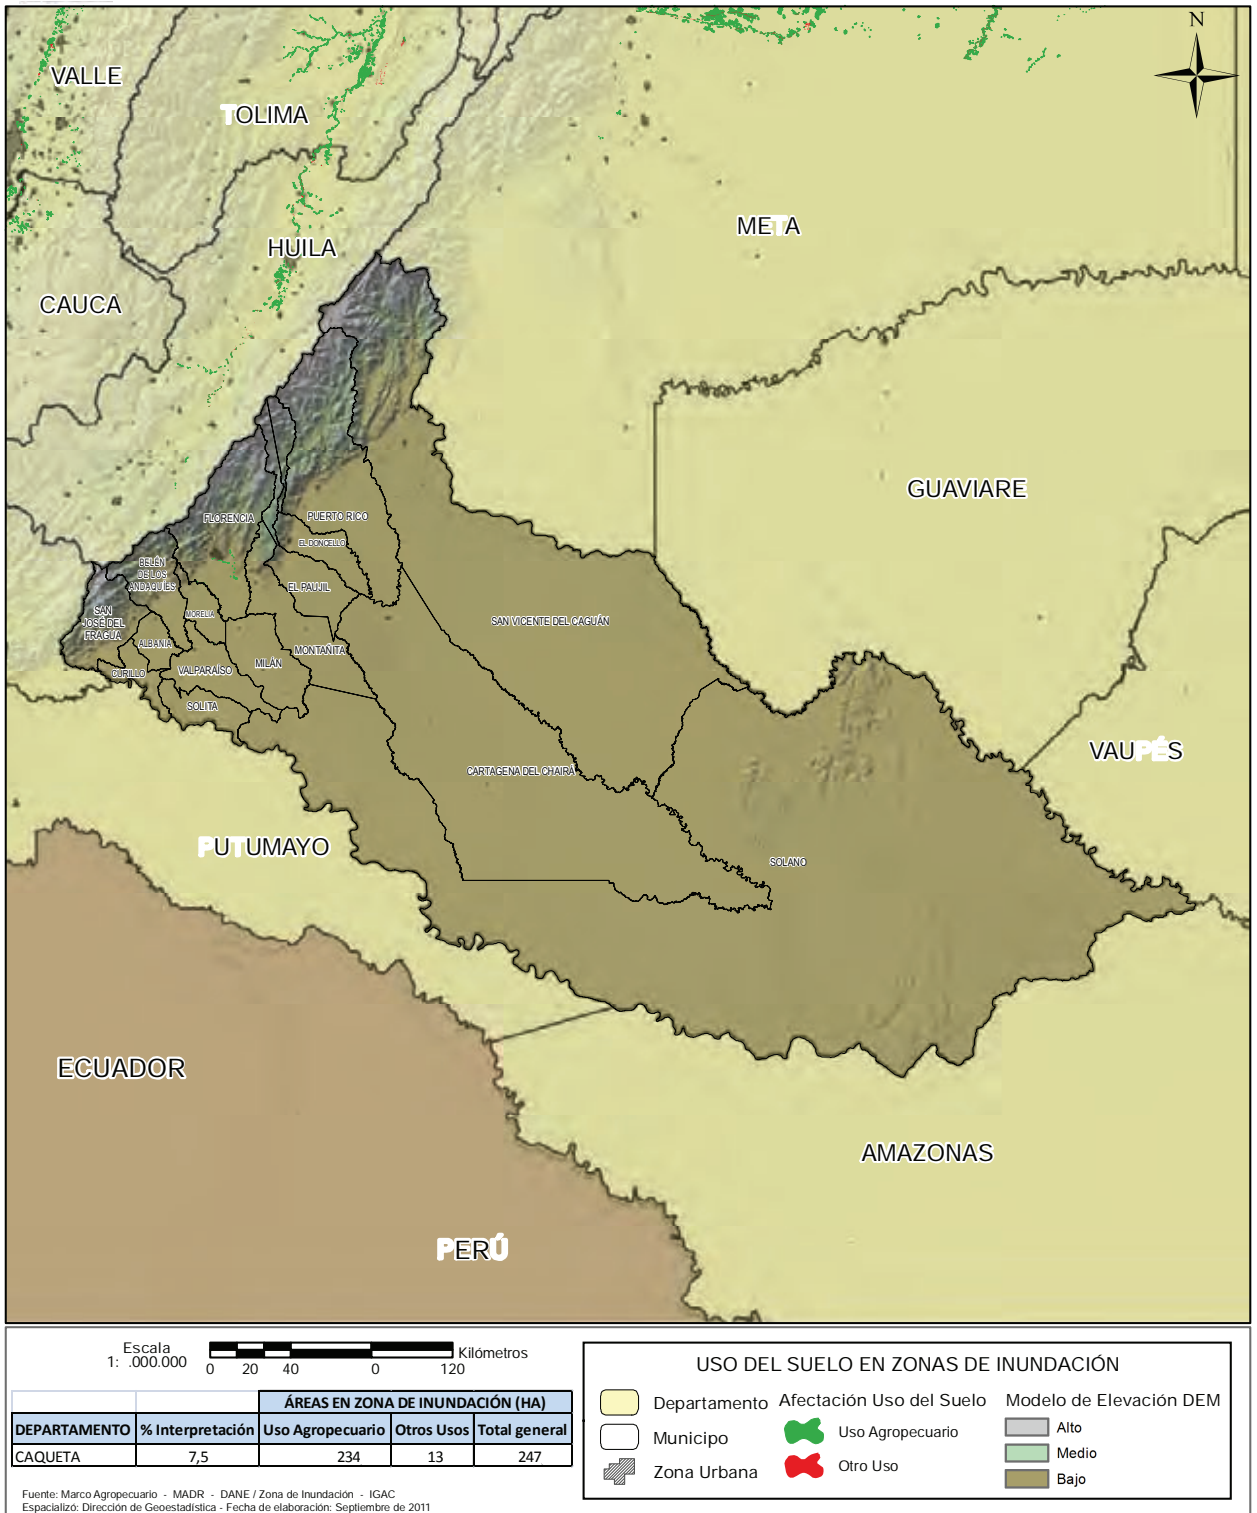 N
VALLE
TOLIMA
META
HUILA
CAUCA
GUAVIARE
FLORENCIA
PUERTO RICO
EL DONCELLO
BELÉN
DE LOS
ANDAQUÍES
EL PAUJIL
SAN
JOSÉ DEL
FRAGUA
MORELIA
SAN VICENTE DEL CAGUÁN
ALBANIA
MONTAÑITA
MILÁN
CURILLO
VALPARAÍSO
SOLITA
VAUPÉS
CARTAGENA DEL CHAIRÁ
PUTUMAYO
SOLANO
ECUADOR
AMAZONAS
PERÚ
Escala
1: .000.000
Kilómetros
0 20 40 0 120
ÁREAS EN ZONA DE INUNDACIÓN (HA)
DEPARTAMENTO % Interpretación Uso Agropecuario Otros Usos Total general
CAQUETA 7,5 234 13 247
Fuente: Marco Agropecuario - MADR - DANE / Zona de Inundación - IGAC
Espacializó: Dirección de Geoestadística - Fecha de elaboración: Septiembre de 2011
USO DEL SUELO EN ZONAS DE INUNDACIÓN
Departamento
Municipo
Zona Urbana
Afectación Uso del Suelo
Uso Agropecuario
Otro Uso
Modelo de Elevación DEM
Alto
Medio
Bajo